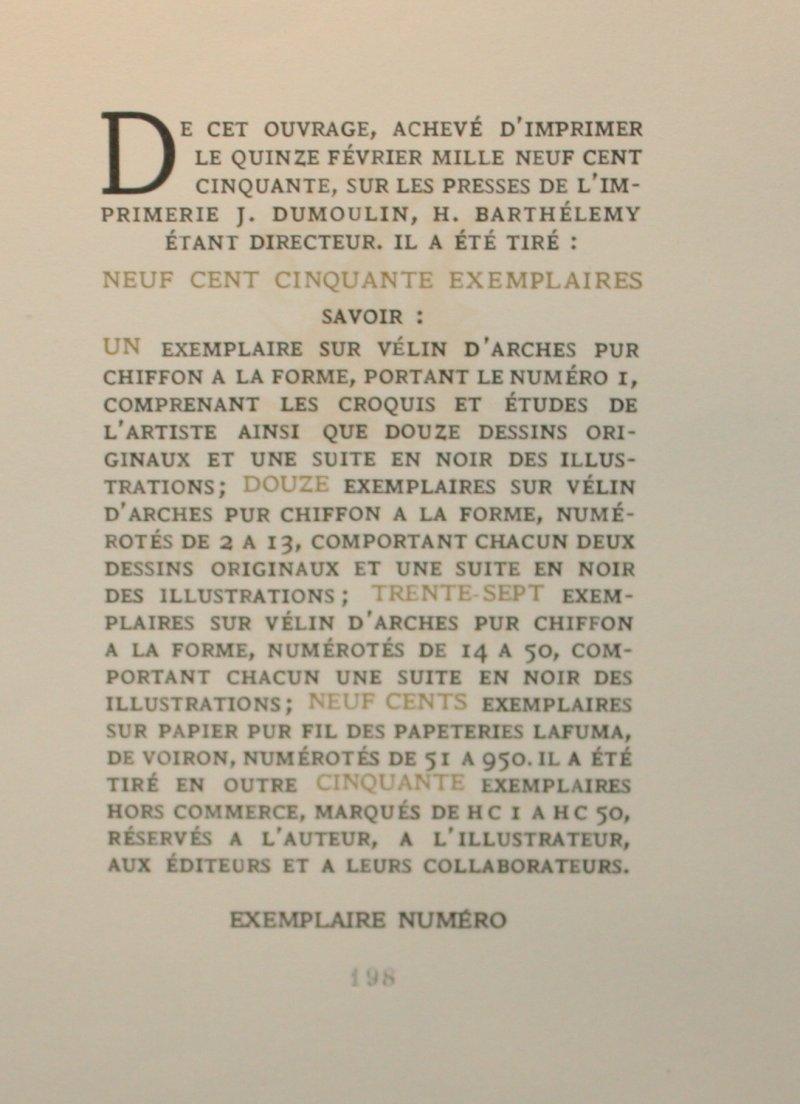 DE CET OUVRAGE, ACHEVÉ D'IMPRIMER
LE QUINZE FÉVRIER MILLE NEUF CENT
CINQUANTE, SUR LES PRESSES DE L'IM-
PRIMERIE J. DUMOULIN, H. BARTHÉLEMY
ÉTANT DIRECTEUR. IL A ÉTÉ TIRÉ :
NEUF CENT CINQUANTE EXEMPLAIRES
SAVOIR :
UN EXEMPLAIRE SUR VÉLIN D'ARCHES PUR
CHIFFON A LA FORME, PORTANT LE NUMÉRO 1,
COMPRENANT LES CROQUIS ET ÉTUDES DE
L'ARTISTE AINSI QUE DOUZE DESSINS ORI-
GINAUX ET UNE SUITE EN NOIR DES ILLUS-
TRATIONS; DOUZE EXEMPLAIRES SUR VÉLIN
D'ARCHES PUR CHIFFON A LA FORME, NUMÉ-
ROTÉS DE 2 A 13, COMPORTANT CHACUN DEUX
DESSINS ORIGINAUX ET UNE SUITE EN NOIR
DES ILLUSTRATIONS; TRENTE-SEPT EXEM-
PLAIRES SUR VÉLIN D'ARCHES PUR CHIFFON
A LA FORME, NUMÉROTÉS DE 14 A 50, COM-
PORTANT CHACUN UNE SUITE EN NOIR DES
ILLUSTRATIONS; NEUF CENTS EXEMPLAIRES
SUR PAPIER PUR FIL DES PAPETERIES LAFUMA,
DE VOIRON, NUMÉROTÉS DE 51 A 950. IL A ÉTÉ
TIRÉ EN OUTRE CINQUANTE EXEMPLAIRES
HORS COMMERCE, MARQUÉS DE H C 1 A H C 50,
RÉSERVÉS A L'AUTEUR, A L'ILLUSTRATEUR,
AUX ÉDITEURS ET A LEURS COLLABORATEURS.
EXEMPLAIRE NUMÉRO
198